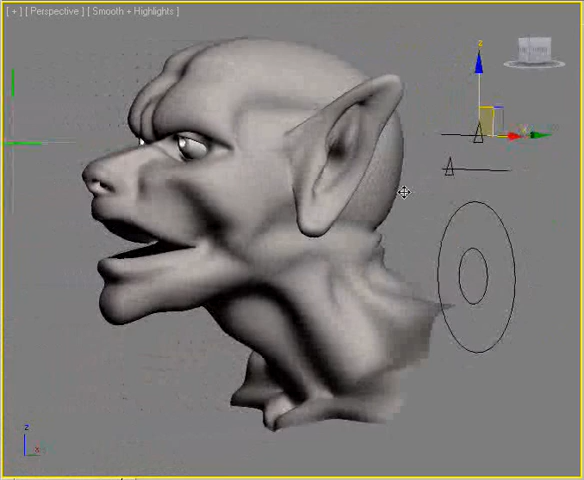 [ + ] [ Perspective ] [ Smooth + Highlights ]
z
z
x